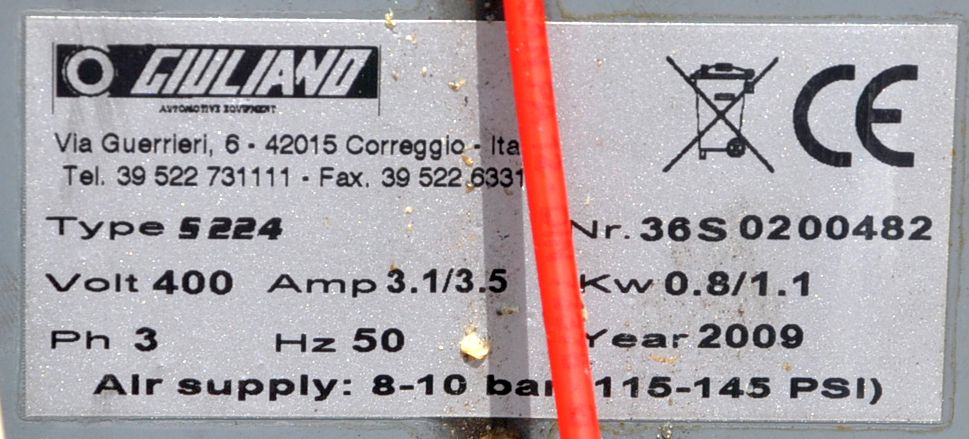 GIULIANO
AUTOMOTIVE EQUIPMENT
CE
Via Guerrieri, 6 - 42015 Correggio - Ita
Tel. 39 522 731111 - Fax. 39 522 6331
Type S 224 Nr. 36S 0200482
Volt 400 Amp 3.1/3.5 Kw 0.8/1.1
Ph 3 Hz 50 Year 2009
Air supply: 8-10 bar 115-145 PSI)